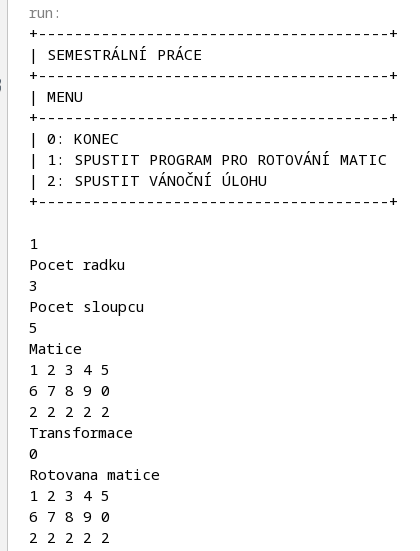 run:
+---------------------------------------+
| SEMESTRÁLNÍ PRÁCE
+---------------------------------------+
| MENU
+---------------------------------------+
| 0: KONEC
| 1: SPUSTIT PROGRAM PRO ROTOVÁNÍ MATIC
| 2: SPUSTIT VÁNOČNÍ ÚLOHU
+---------------------------------------+
1
Pocet radku
3
Pocet sloupcu
5
Matice
1 2 3 4 5
6 7 8 9 0
2 2 2 2 2
Transformace
0
Rotovana matice
1 2 3 4 5
6 7 8 9 0
2 2 2 2 2